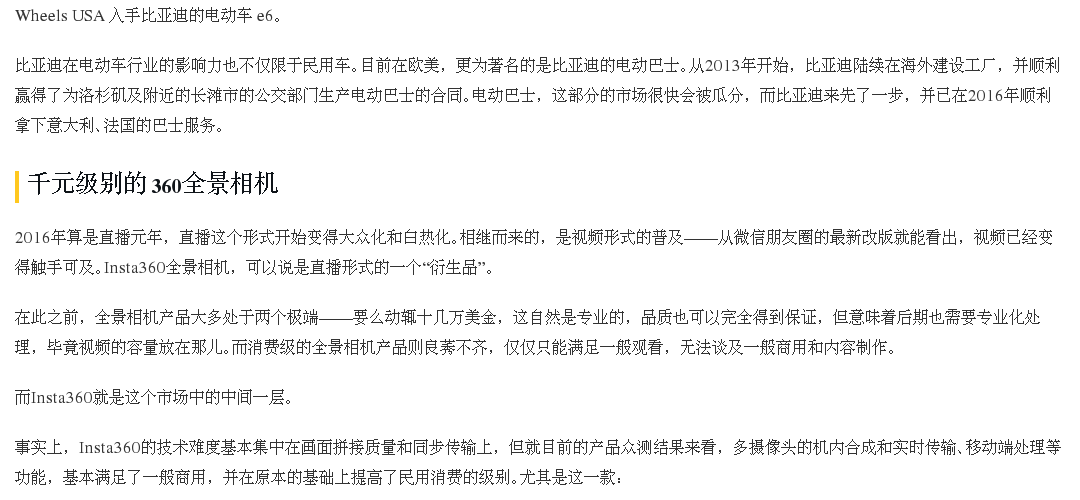 Wheels USA 入手比亚迪的电动车 e6。
比亚迪在电动车行业的影响力也不仅限于民用车。目前在欧美，更为著名的是比亚迪的电动巴士。从2013年开始，比亚迪陆续在海外建设工厂，并顺利
赢得了为洛杉矶及附近的长滩市的公交部门生产电动巴士的合同。电动巴士，这部分的市场很快会被瓜分，而比亚迪来先了一步，并已在2016年顺利
拿下意大利、法国的巴士服务。
千元级别的 360全景相机
2016年算是直播元年，直播这个形式开始变得大众化和白热化。相继而来的，是视频形式的普及——从微信朋友圈的最新改版就能看出，视频已经变
得触手可及。Insta360全景相机，可以说是直播形式的一个“衍生品”。
在此之前，全景相机产品大多处于两个极端——要么动辄十几万美金，这自然是专业的，品质也可以完全得到保证，但意味着后期也需要专业化处
理，毕竟视频的容量放在那儿。而消费级的全景相机产品则良莠不齐，仅仅只能满足一般观看，无法谈及一般商用和内容制作。
而Insta360就是这个市场中的中间一层。
事实上，Insta360的技术难度基本集中在画面拼接质量和同步传输上，但就目前的产品众测结果来看，多摄像头的机内合成和实时传输、移动端处理等
功能，基本满足了一般商用，并在原本的基础上提高了民用消费的级别。尤其是这一款：